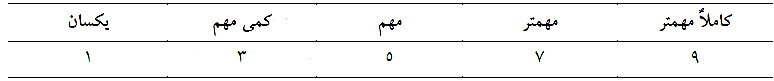 یکسان کمی مهم مهم مهمتر کاملاً مهمتر
۱ ۳ ۵ ۷ ۹